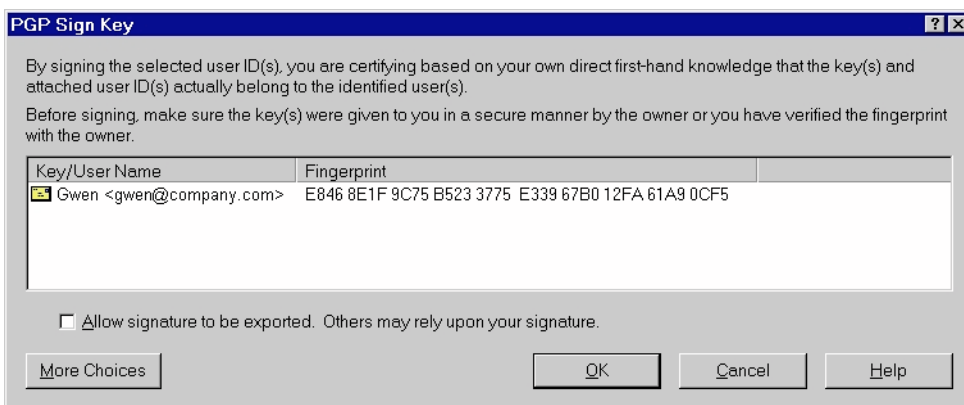 PGP Sign Key
By signing the selected user ID(s), you are certifying based on your own direct first-hand knowledge that the key(s) and
attached user ID(s) actually belong to the identified user(s).
Before signing, make sure the key(s) were given to you in a secure manner by the owner or you have verified the fingerprint
with the owner.
Key/User Name Fingerprint
Gwen <gwen@company.com> E846 8E1F 9C75 B523 3775 E339 67B0 12FA 61A9 0CF5
Allow signature to be exported. Others may rely upon your signature.
More Choices OK Cancel Help